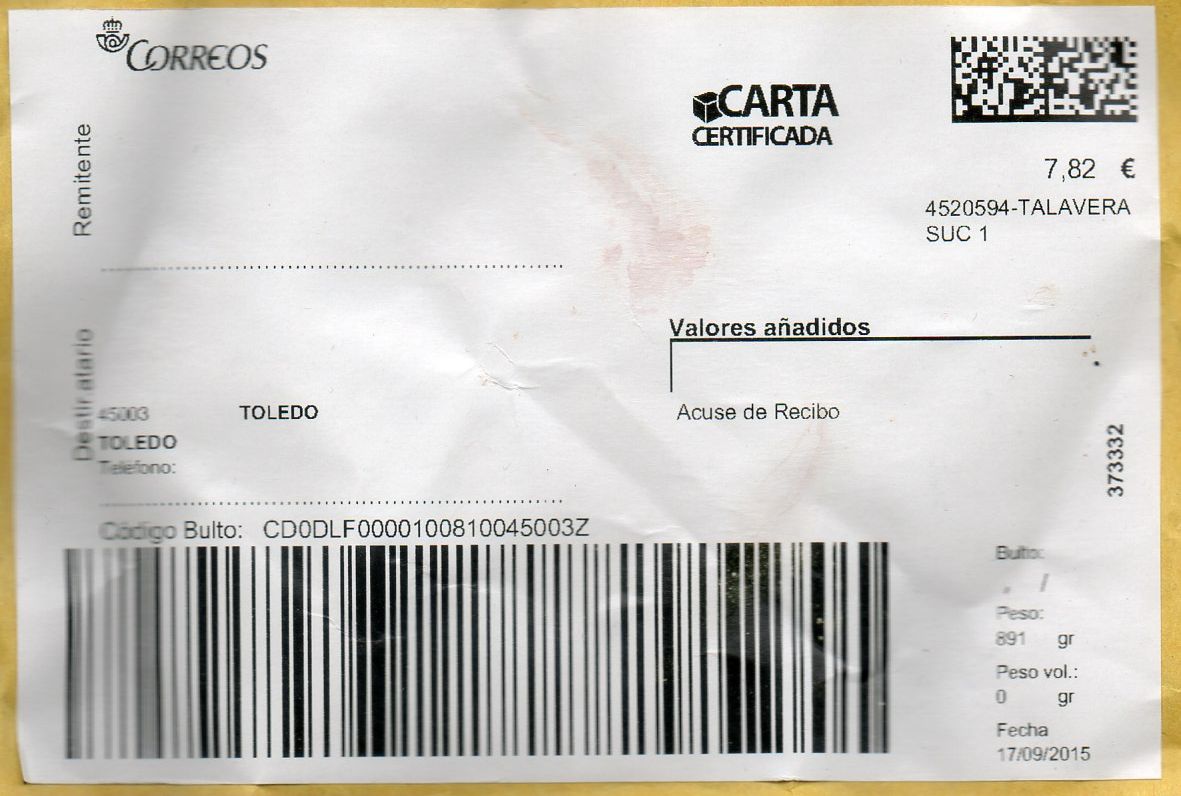 CORREOS
Remitente
CARTA
CERTIFICADA
7,82 €
4520594-TALAVERA
SUC 1
Valores añadidos
Acuse de Recibo
Destinatario
45003 TOLEDO
TOLEDO
Teléfono:
373332
Código Bulto: CD0DLF0000100810045003Z
Bulto:
/
Peso:
891 gr
Peso vol.:
0 gr
Fecha
17/09/2015